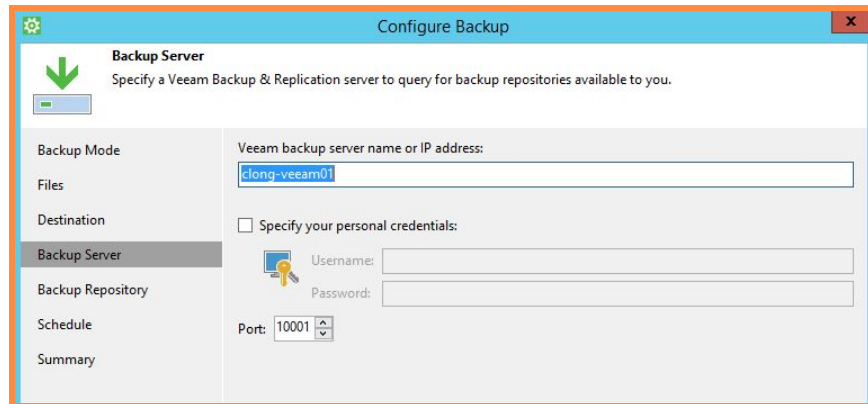 Configure Backup
x
Backup Server
Specify a Veeam Backup & Replication server to query for backup repositories available to you.
Backup Mode
Files
Destination
Backup Server
Backup Repository
Schedule
Summary
Veeam backup server name or IP address:
clong-veeam01
Specify your personal credentials:
Username:
Password:
Port: 10001